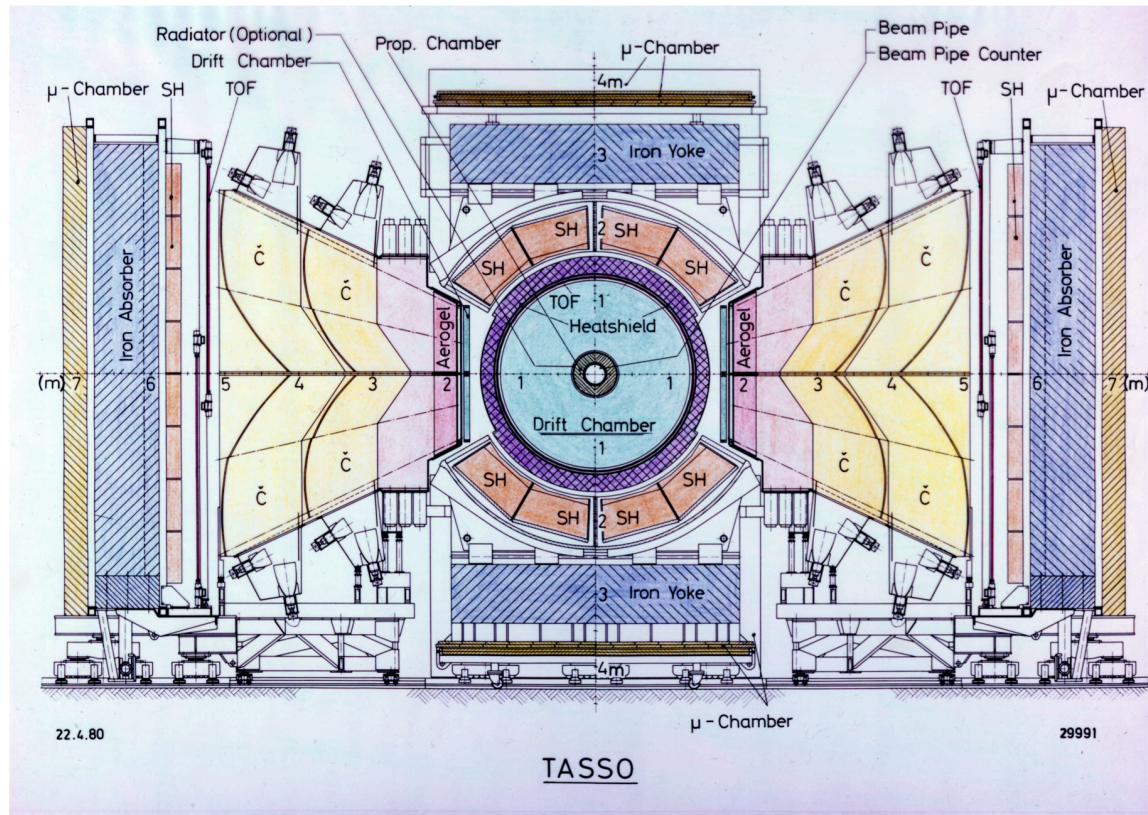 Radiator (Optional)
Drift Chamber
Prop. Chamber
μ-Chamber
Beam Pipe
Beam Pipe Counter
μ-Chamber
SH
TOF
4m
TOF
SH
μ-Chamber
3 Iron Yoke
SH
2
SH
SH
SH
Č
Č
Č
Č
Iron Absorber
Aerogel
TOF
1
Heatshield
Aerogel
Iron Absorber
(m) 7 6 5 4 3 2 1 1 2 3 4 5 6 7 (m)
Drift Chamber
1
Č
Č
Č
Č
SH
SH
SH
SH
2
3 Iron Yoke
4m
μ-Chamber
22.4.80
29991
TASSO